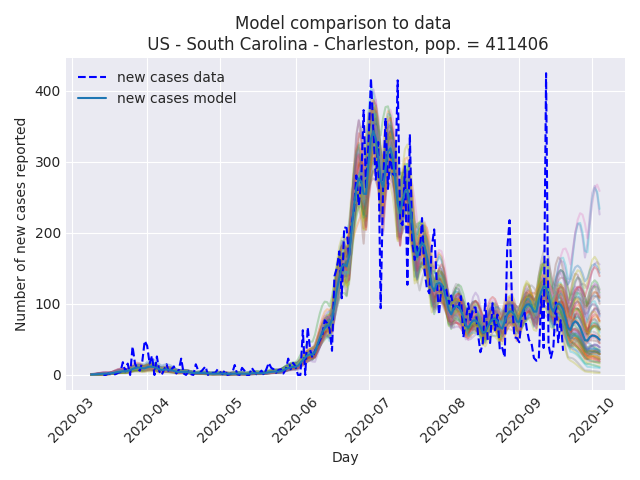 Model comparison to data
US - South Carolina - Charleston, pop. = 411406
new cases data
new cases model
Number of new cases reported
400
300
200
100
0
2020-03
2020-04
2020-05
2020-06
2020-07
2020-08
2020-09
2020-10
Day